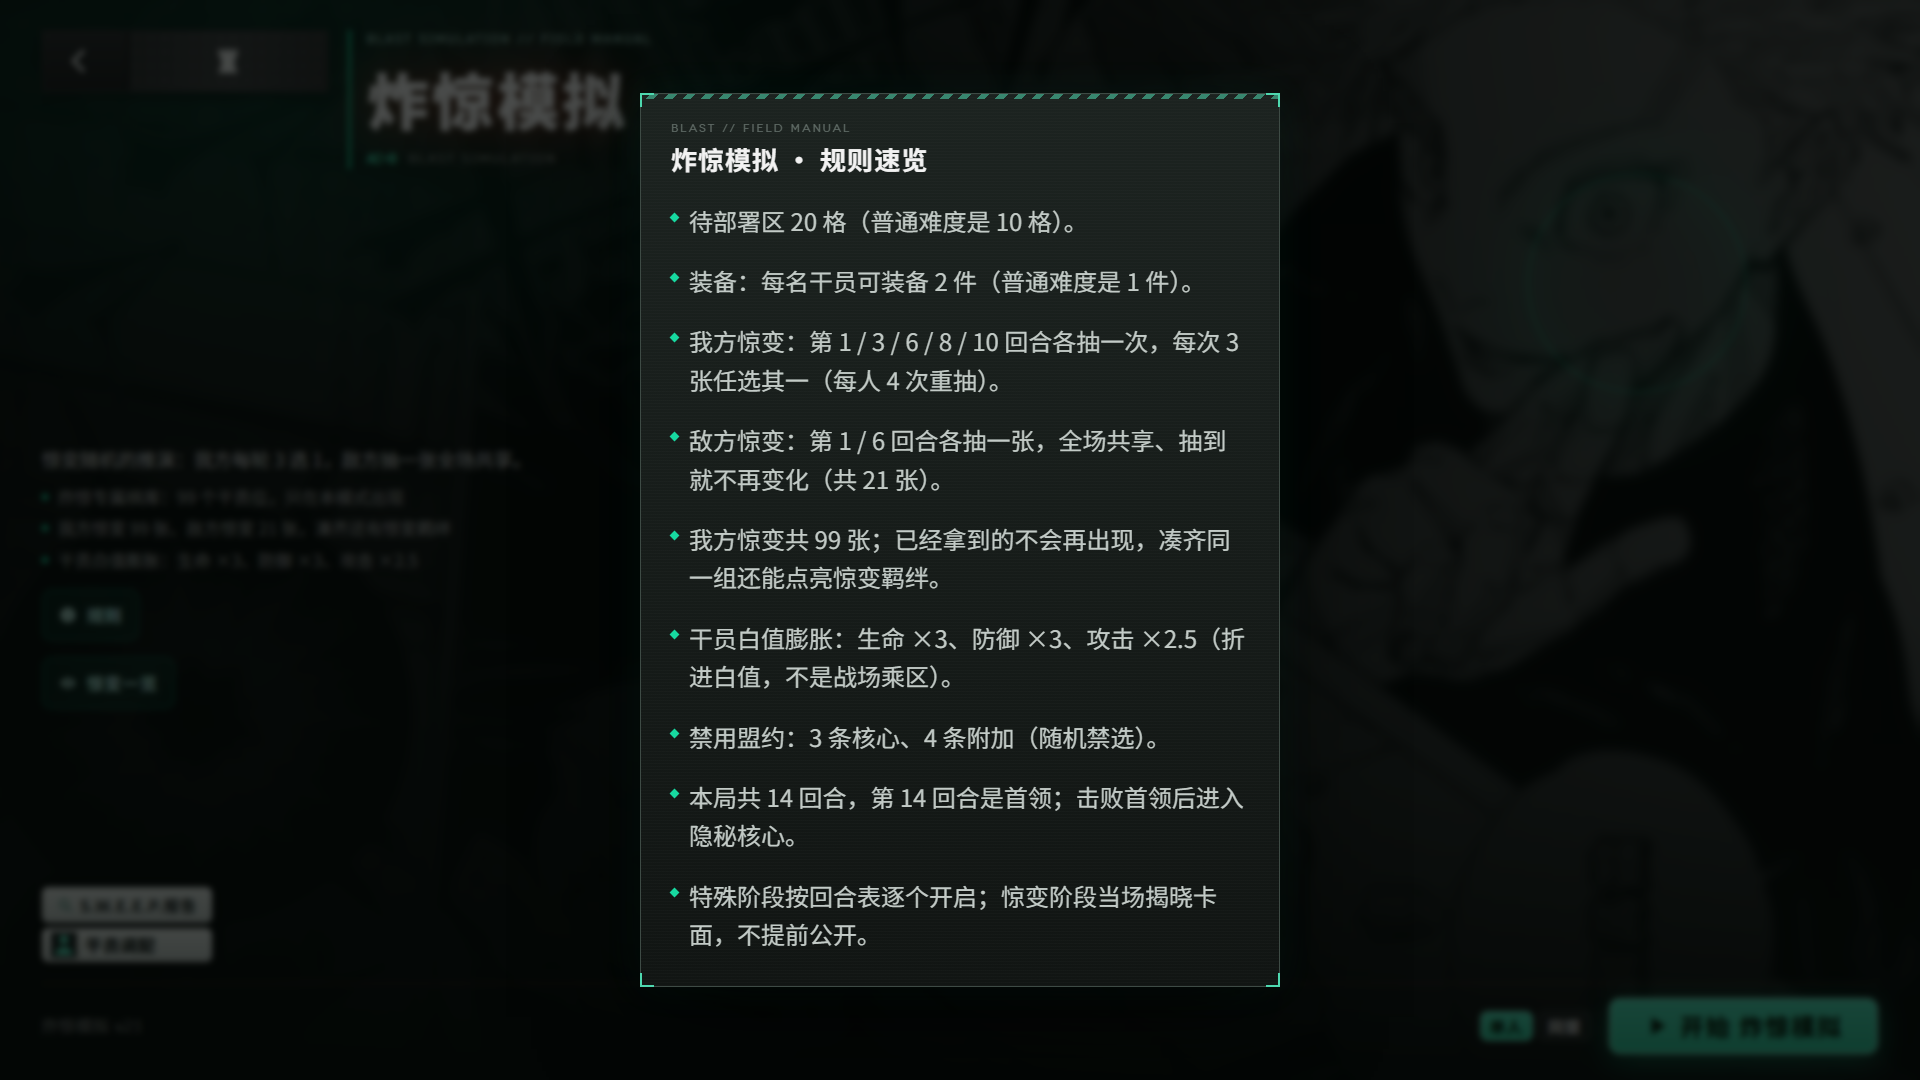 炸惊模拟
BLAST // FIELD MANUAL
炸惊模拟 · 规则速览
待部署区 20 格（普通难度是 10 格）。
装备：每名干员可装备 2 件（普通难度是 1 件）。
我方惊变：第 1 / 3 / 6 / 8 / 10 回合各抽一次，每次 3
张任选其一（每人 4 次重抽）。
敌方惊变：第 1 / 6 回合各抽一张，全场共享、抽到
就不再变化（共 21 张）。
我方惊变共 99 张；已经拿到的不会再出现，凑齐同
一组还能点亮惊变羁绊。
干员白值膨胀：生命 ×3、防御 ×3、攻击 ×2.5（折
进白值，不是战场乘区）。
禁用盟约：3 条核心、4 条附加（随机禁选）。
本局共 14 回合，第 14 回合是首领；击败首领后进入
隐秘核心。
特殊阶段按回合表逐个开启；惊变阶段当场揭晓卡
面，不提前公开。
开始 炸惊模拟